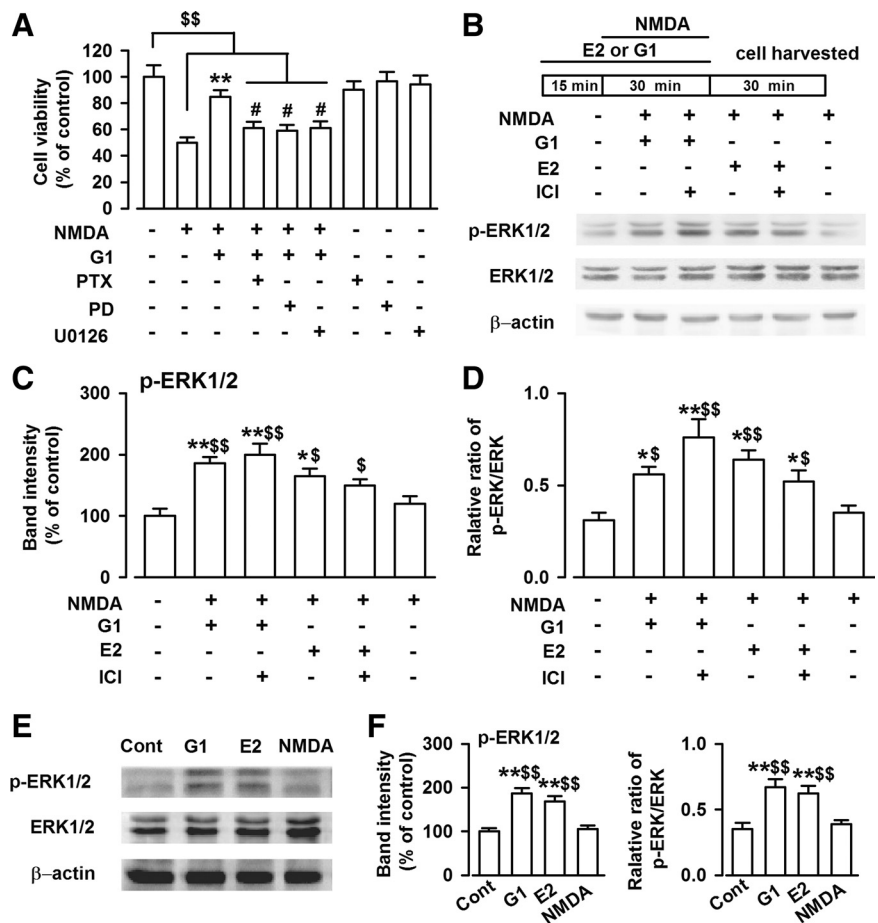 A
$$
Cell viability
(% of control)
120
100
80
60
40
20
0
**
# # #
NMDA - + + + + + - - -
G1 - - + + + + - - -
PTX - - - + - - + - -
PD - - - - + - - + -
U0126 - - - - - + - - +
B
NMDA
E2 or G1
cell harvested
15 min 30 min 30 min
NMDA - + + + + +
G1 - + + - - -
E2 - - - + + -
ICI - - + - + -
p-ERK1/2
ERK1/2
β–actin
C
p-ERK1/2
Band intensity
(% of control)
300
200
100
0
**$$ **$$ *$ $
NMDA - + + + + +
G1 - + + - - -
E2 - - - + + -
ICI - - + - + -
D
Ralative ratio of
p-ERK/ERK
1.0
0.5
0.0
*$ **$$ *$$ *$
NMDA - + + + + +
G1 - + + - - -
E2 - - - + + -
ICI - - + - + -
E
Cont G1 E2 NMDA
p-ERK1/2
ERK1/2
β–actin
F
p-ERK1/2
Band intensity
(% of control)
300
200
100
0
**$$ **$$
Cont G1 E2 NMDA
Ralative ratio of
p-ERK/ERK
1.0
0.5
0.0
**$$ **$$
Cont G1 E2 NMDA